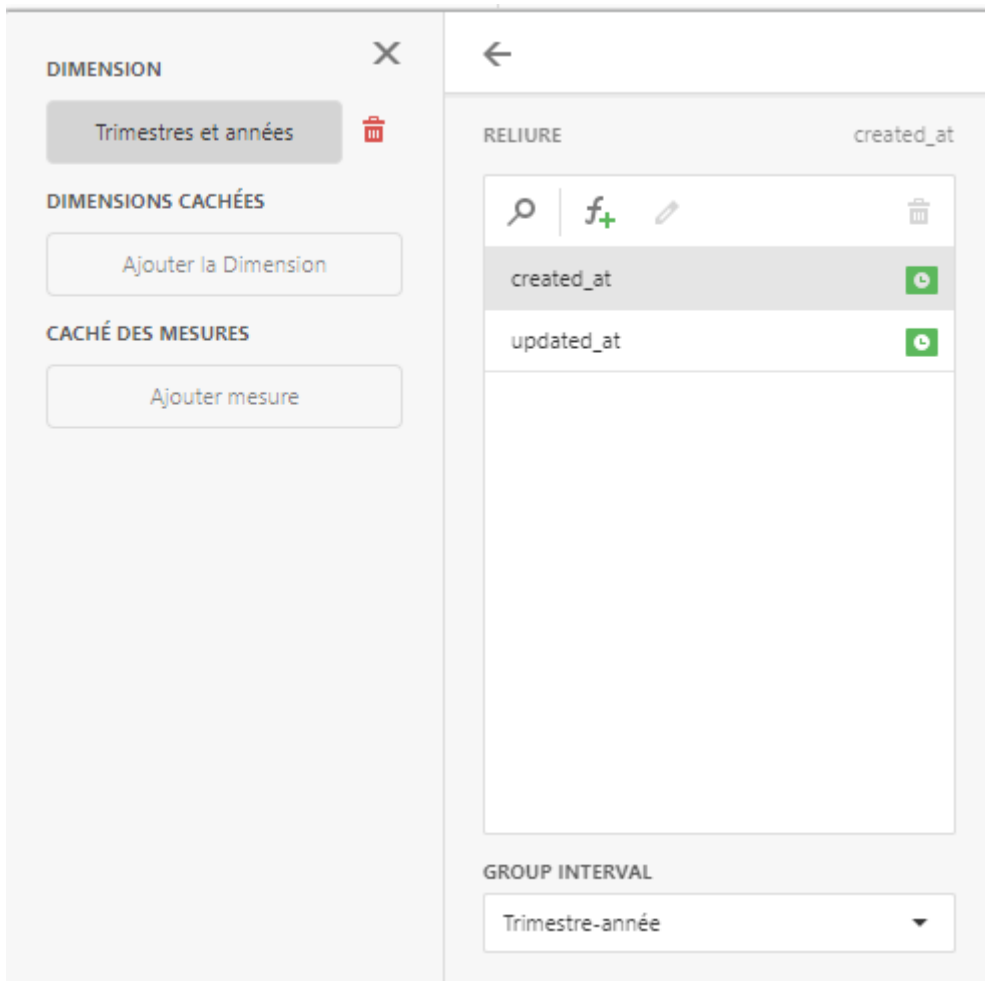 DIMENSION
Trimestres et années
DIMENSIONS CACHÉES
Ajouter la Dimension
CACHÉ DES MESURES
Ajouter mesure
RELIURE created_at
created_at
updated_at
GROUP INTERVAL
Trimestre-année